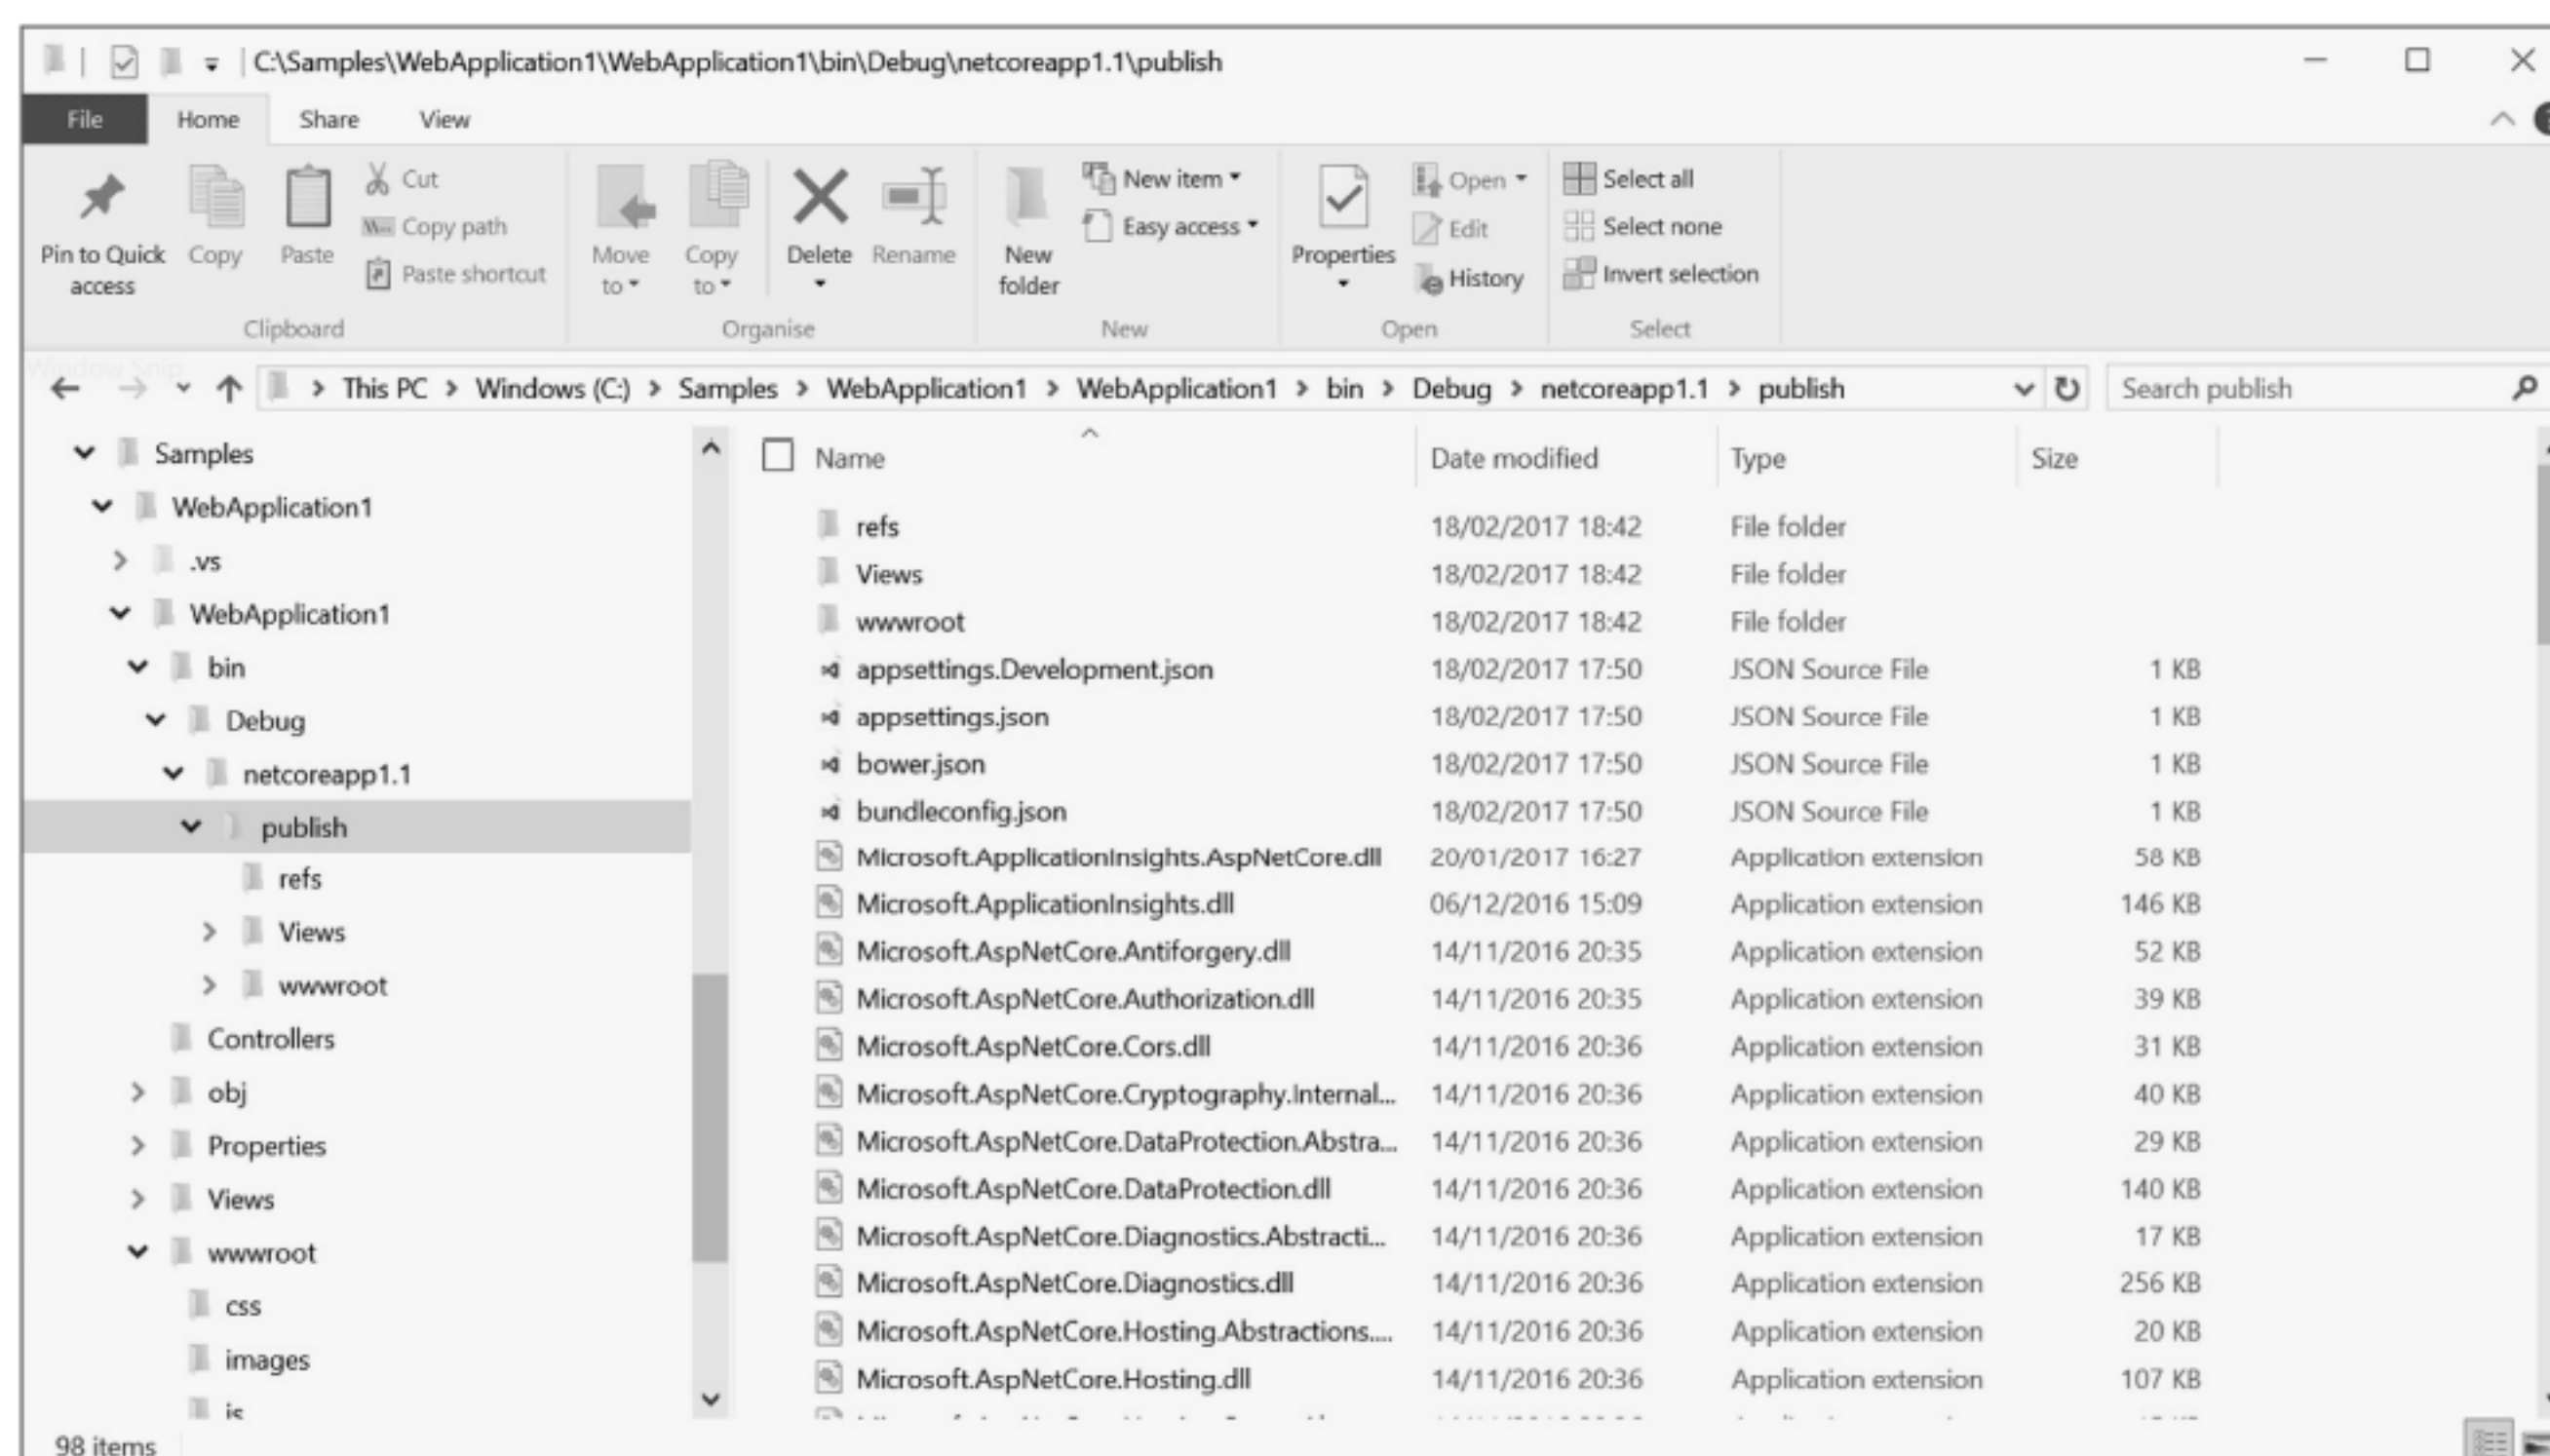 C:\Samples\WebApplication1\WebApplication1\bin\Debug\netcoreapp1.1\publish
File Home Share View
Pin to Quick access
Copy
Paste
Cut
Copy path
Paste shortcut
Clipboard
Move to
Copy to
Delete
Rename
Organise
New folder
New item
Easy access
New
Properties
Open
Edit
History
Open
Select all
Select none
Invert selection
Select
Window Snip
This PC Windows (C:) Samples WebApplication1 WebApplication1 bin Debug netcoreapp1.1 publish
Search publish
Samples
WebApplication1
.vs
WebApplication1
bin
Debug
netcoreapp1.1
publish
refs
Views
wwwroot
Controllers
obj
Properties
Views
wwwroot
css
images
js
Name Date modified Type Size
refs 18/02/2017 18:42 File folder
Views 18/02/2017 18:42 File folder
wwwroot 18/02/2017 18:42 File folder
appsettings.Development.json 18/02/2017 17:50 JSON Source File 1 KB
appsettings.json 18/02/2017 17:50 JSON Source File 1 KB
bower.json 18/02/2017 17:50 JSON Source File 1 KB
bundleconfig.json 18/02/2017 17:50 JSON Source File 1 KB
Microsoft.ApplicationInsights.AspNetCore.dll 20/01/2017 16:27 Application extension 58 KB
Microsoft.ApplicationInsights.dll 06/12/2016 15:09 Application extension 146 KB
Microsoft.AspNetCore.Antiforgery.dll 14/11/2016 20:35 Application extension 52 KB
Microsoft.AspNetCore.Authorization.dll 14/11/2016 20:35 Application extension 39 KB
Microsoft.AspNetCore.Cors.dll 14/11/2016 20:36 Application extension 31 KB
Microsoft.AspNetCore.Cryptography.Internal... 14/11/2016 20:36 Application extension 40 KB
Microsoft.AspNetCore.DataProtection.Abstra... 14/11/2016 20:36 Application extension 29 KB
Microsoft.AspNetCore.DataProtection.dll 14/11/2016 20:36 Application extension 140 KB
Microsoft.AspNetCore.Diagnostics.Abstracti... 14/11/2016 20:36 Application extension 17 KB
Microsoft.AspNetCore.Diagnostics.dll 14/11/2016 20:36 Application extension 256 KB
Microsoft.AspNetCore.Hosting.Abstractions.... 14/11/2016 20:36 Application extension 20 KB
Microsoft.AspNetCore.Hosting.dll 14/11/2016 20:36 Application extension 107 KB
98 items